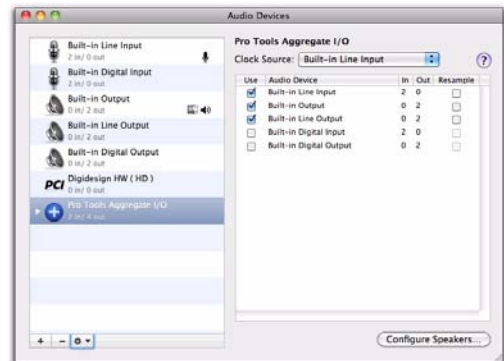 Audio Devices
Built-in Line Input
2 in/ 0 out
Built-in Digital Input
2 in/ 0 out
Built-in Output
0 in/ 2 out
Built-in Line Output
0 in/ 2 out
Built-in Digital Output
0 in/ 2 out
PCI
Digidesign HW ( HD )
0 in/ 0 out
Pro Tools Aggregate I/O
2 in/ 4 out
Pro Tools Aggregate I/O
Clock Source: Built-in Line Input
?
Use Audio Device In Out Resample
Built-in Line Input 2 0
Built-in Output 0 2
Built-in Line Output 0 2
Built-in Digital Input 2 0
Built-in Digital Output 0 2
+ −
Configure Speakers...